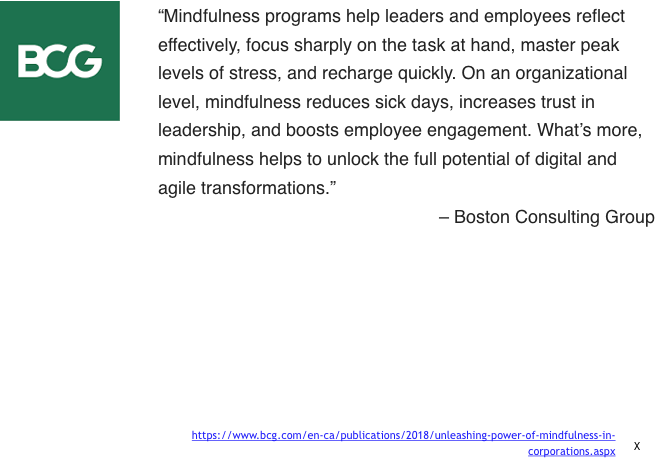 BCG
“Mindfulness programs help leaders and employees reflect
effectively, focus sharply on the task at hand, master peak
levels of stress, and recharge quickly. On an organizational
level, mindfulness reduces sick days, increases trust in
leadership, and boosts employee engagement. What’s more,
mindfulness helps to unlock the full potential of digital and
agile transformations.”
– Boston Consulting Group
https://www.bcg.com/en-ca/publications/2018/unleashing-power-of-mindfulness-in-
corporations.aspx
X